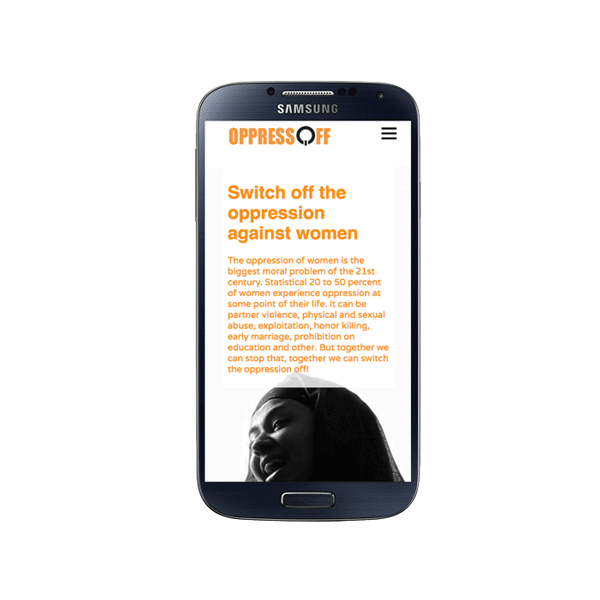 SAMSUNG
OPPRESSOFF
Switch off the
oppression
against women
The oppression of women is the
biggest moral problem of the 21st
century. Statistical 20 to 50 percent
of women experience oppression at
some point of their life. It can be
partner violence, physical and sexual
abuse, exploitation, honor killing,
early marriage, prohibition on
education and other. But together we
can stop that, together we can switch
the oppression off!